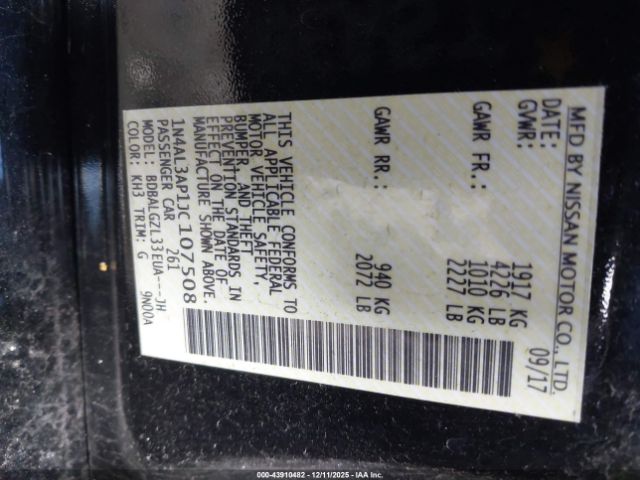 MFD BY NISSAN MOTOR CO., LTD.
DATE: 09/17
GVWR: 1917 KG
4226 LB
GAWR FR: 1010 KG
2227 LB
GAWR RR: 940 KG
2072 LB
THIS VEHICLE CONFORMS TO
ALL APPLICABLE FEDERAL
MOTOR VEHICLE SAFETY,
BUMPER, AND THEFT
PREVENTION STANDARDS IN
EFFECT ON THE DATE OF
MANUFACTURE SHOWN ABOVE.
1N4AL3AP1JC107508
PASSENGER CAR 261
MODEL: BDBALGZL33EUA---JH
COLOR: KH3 TRIM: G 9N00A
000-43910482 - 12/11/2025 - IAA Inc.